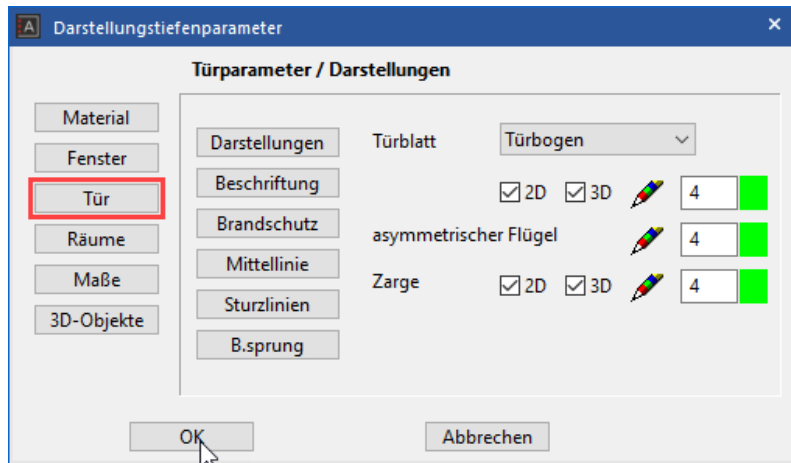 A Darstellungstiefenparameter ×
Türparameter / Darstellungen
Material
Fenster
Tür
Räume
Maße
3D-Objekte
Darstellungen
Beschriftung
Brandschutz
Mittellinie
Sturzlinien
B.sprung
Türblatt Türbogen
2D 3D 4
asymmetrischer Flügel 4
Zarge 2D 3D 4
OK Abbrechen